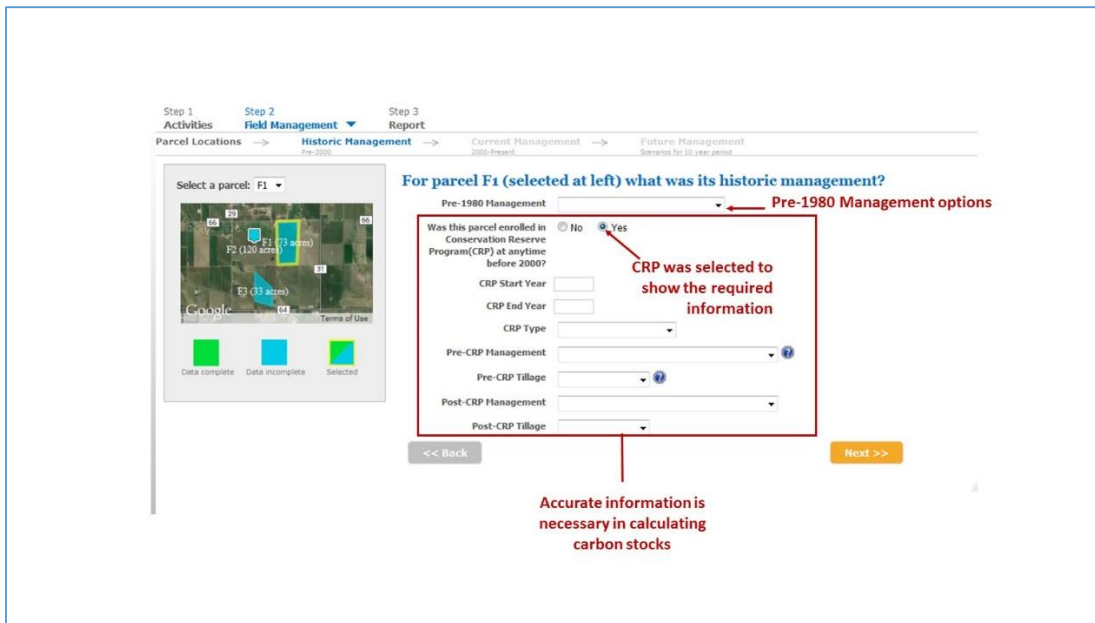 Step 1 Step 2 Step 3
Activities Field Management Report
Parcel Locations Historic Management Current Management Future Management
Pre-2000 2000-Present Scenarios for 10 year period
Select a parcel: F1
29
66
66
F1 (73 acres)
F2 (120 acres)
31
F3 (33 acres)
64
Google
Terms of Use
Data complete Data incomplete Selected
For parcel F1 (selected at left) what was its historic management?
Pre-1980 Management
Pre-1980 Management options
Was this parcel enrolled in
Conservation Reserve
Program(CRP) at anytime
before 2000?
No Yes
CRP was selected to
show the required
information
CRP Start Year
CRP End Year
CRP Type
Pre-CRP Management
?
Pre-CRP Tillage
?
Post-CRP Management
Post-CRP Tillage
<< Back
Next >>
Accurate information is
necessary in calculating
carbon stocks